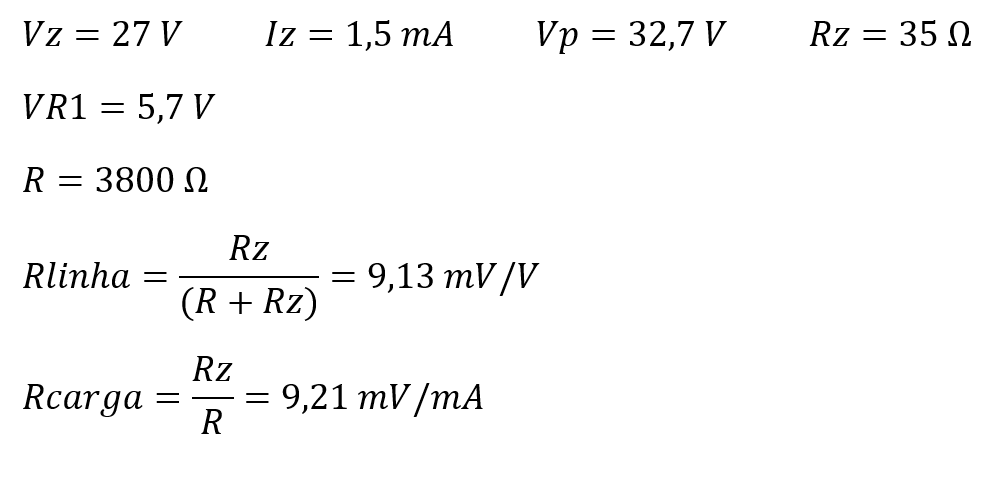 Vz = 27 V Iz = 1,5 mA Vp = 32,7 V Rz = 35 Ω
VR1 = 5,7 V
R = 3800 Ω
Rlinha = Rz / (R + Rz) = 9,13 mV/V
Rcarga = Rz / R = 9,21 mV/mA